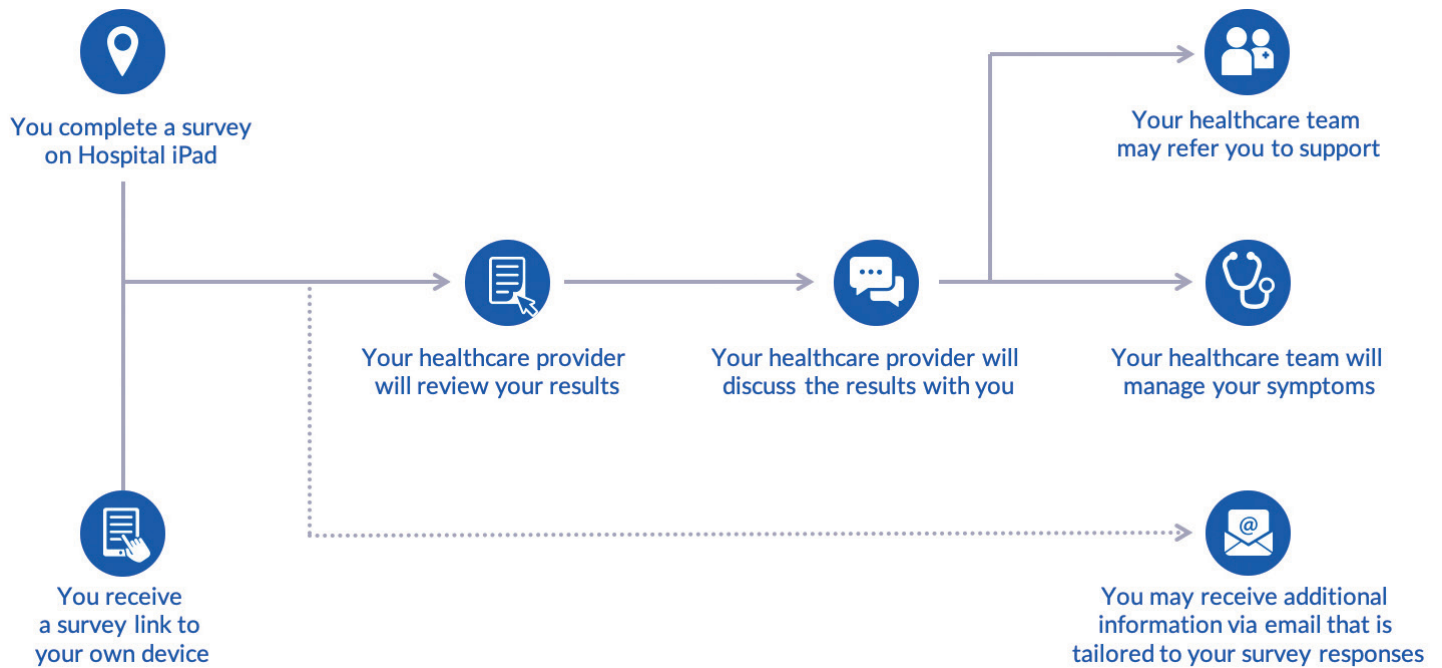 You complete a survey
on Hospital iPad
Your healthcare team
may refer you to support
Your healthcare provider
will review your results
Your healthcare provider will
discuss the results with you
Your healthcare team will
manage your symptoms
@
You receive
a survey link to
your own device
You may receive additional
information via email that is
tailored to your survey responses